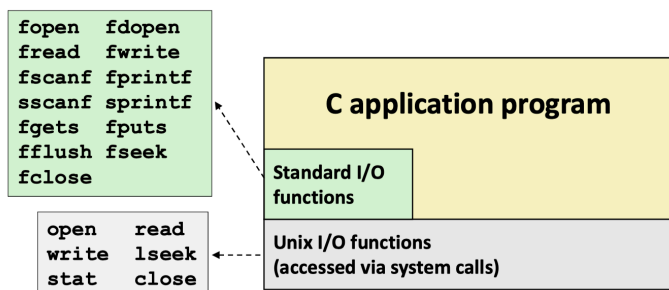 fopen fdopen
fread fwrite
fscanf fprintf
sscanf sprintf
fgets fputs
fflush fseek
fclose
C application program
Standard I/O
functions
open read
write lseek
stat close
Unix I/O functions
(accessed via system calls)